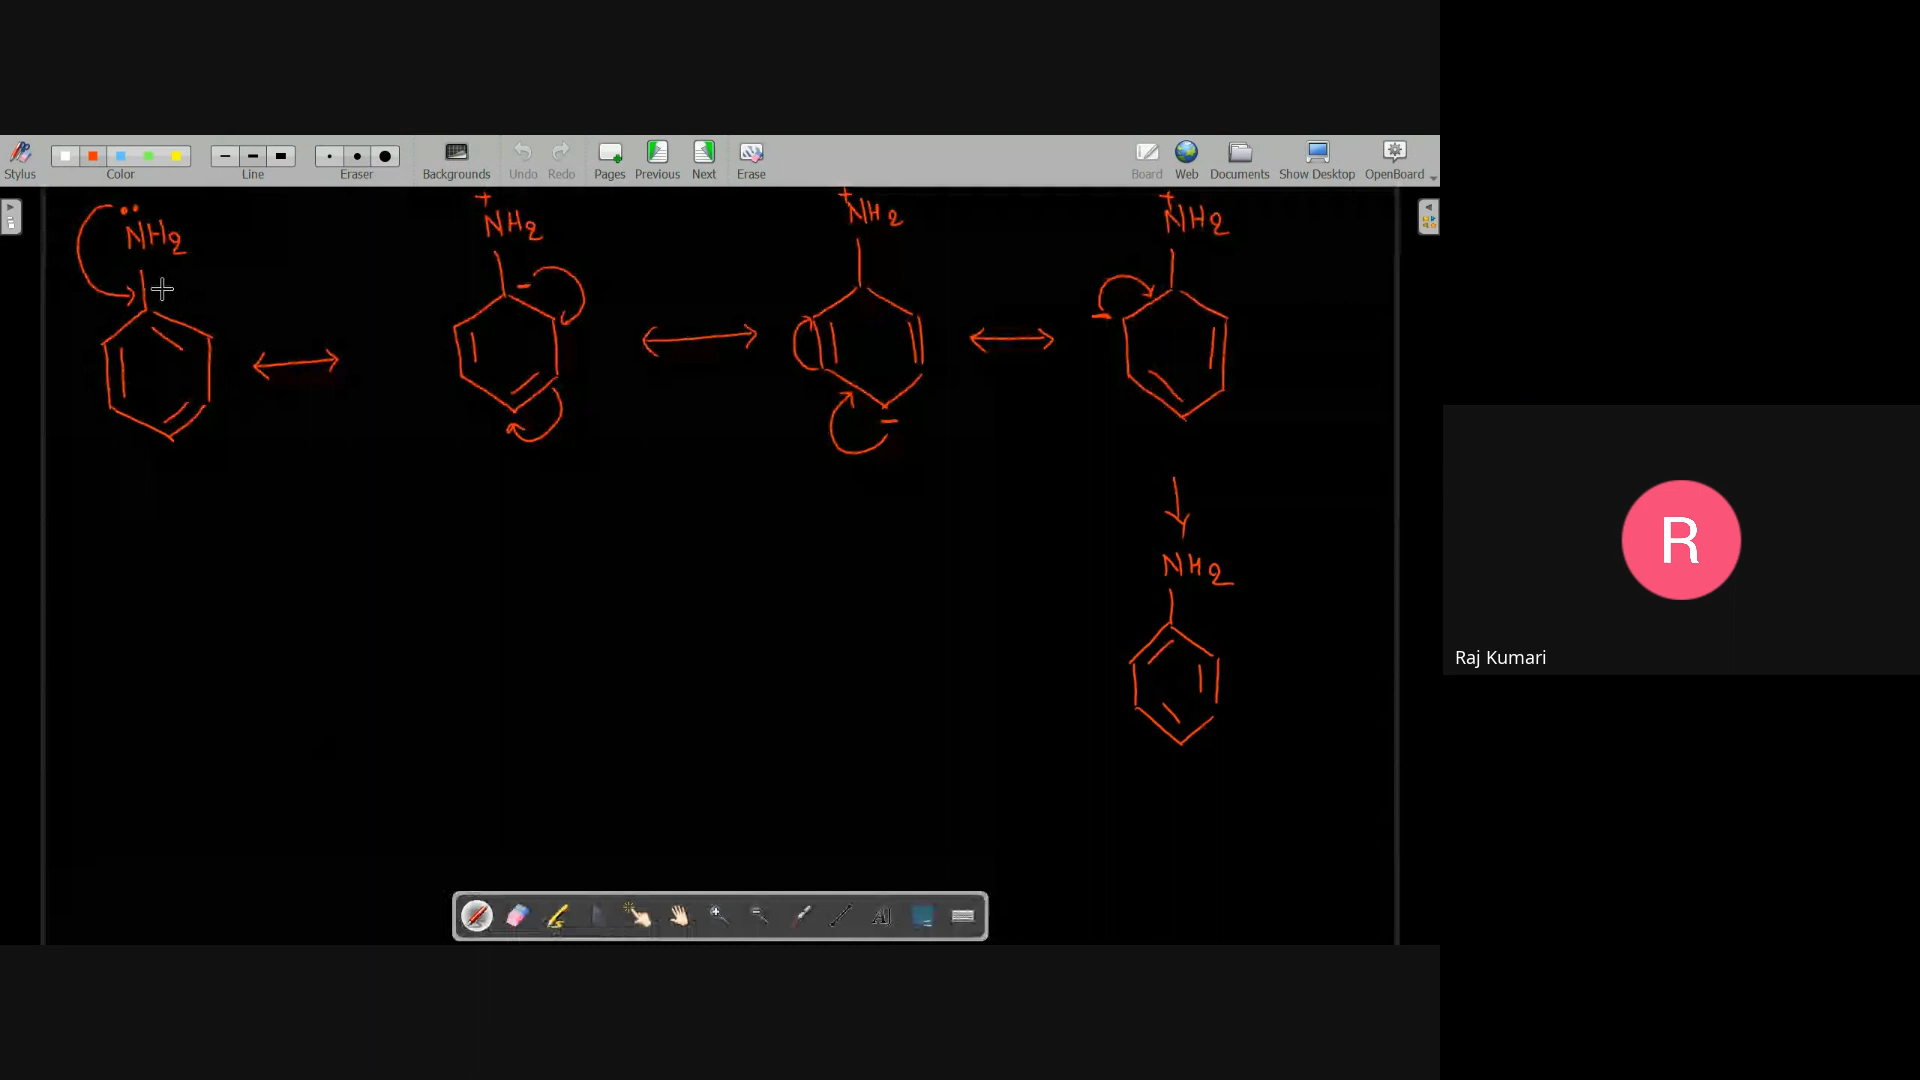 Stylus
Color
Line
Eraser
Backgrounds
Undo
Redo
Pages
Previous
Next
Erase
Board
Web
Documents
Show Desktop
OpenBoard
NH2
+
NH2
-
+
NH2
-
+
NH2
-
NH2
R
Raj Kumari
AI